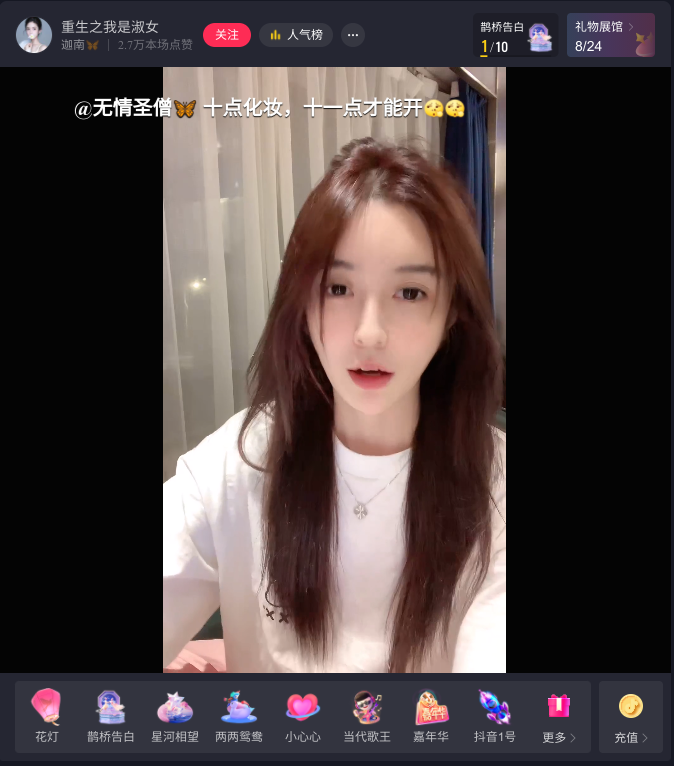 重生之我是淑女
迦南🦋 | 2.7万本场点赞
关注
人气榜
鹊桥告白
1/10
礼物展馆
8/24
@无情圣僧🦋 十点化妆，十一点才能开🫣🫣
花灯
鹊桥告白
星河相望
两两鸳鸯
小心心
当代歌王
嘉年华
抖音1号
更多
充值